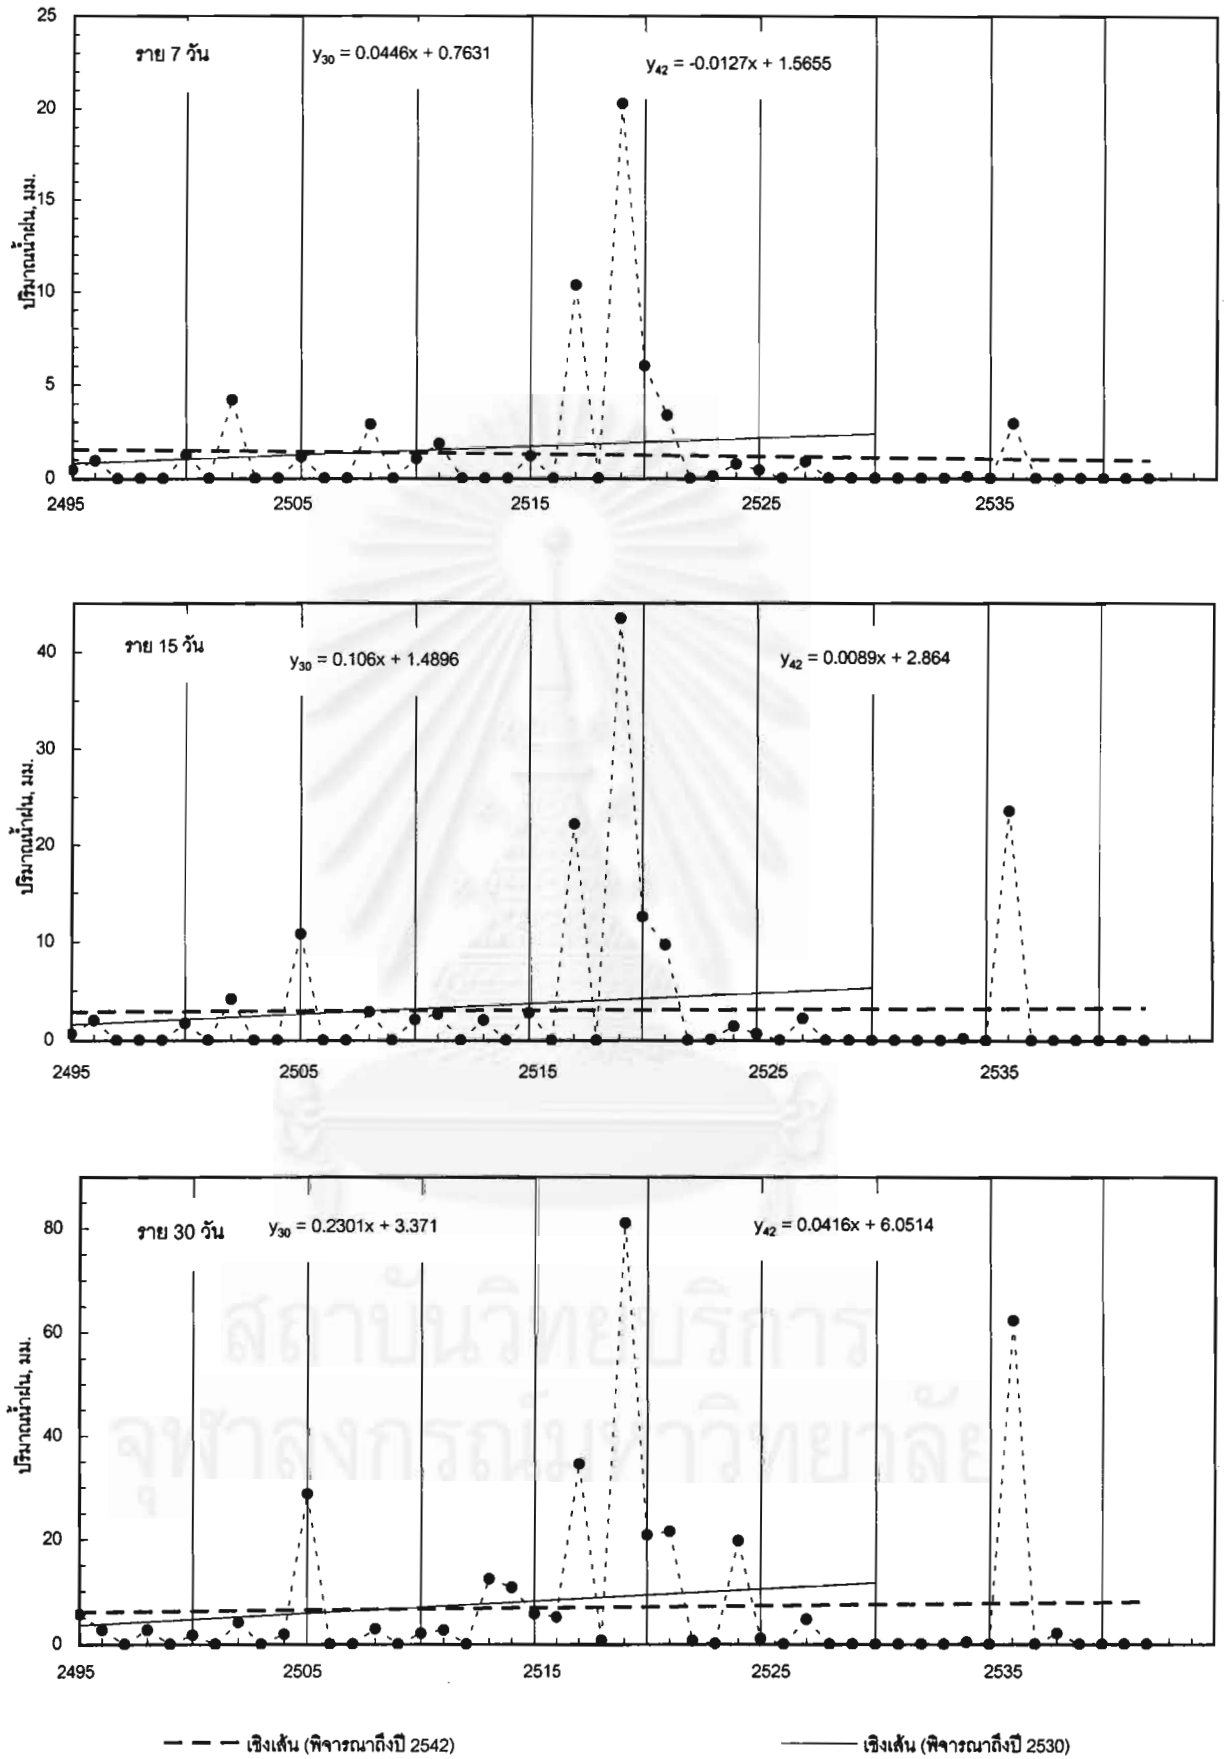 25
ราย 7 วัน
y30 = 0.0446x + 0.7631
y42 = -0.0127x + 1.5655
20
15
10
5
0
ปริมาณน้ำฝน, มม.
2495 2505 2515 2525 2535
ราย 15 วัน
y30 = 0.106x + 1.4896
y42 = 0.0089x + 2.864
40
30
20
10
0
ปริมาณน้ำฝน, มม.
2495 2505 2515 2525 2535
ราย 30 วัน
y30 = 0.2301x + 3.371
y42 = 0.0416x + 6.0514
80
60
40
20
0
ปริมาณน้ำฝน, มม.
2495 2505 2515 2525 2535
สถาบันวิทยบริการ
จุฬาลงกรณ์มหาวิทยาลัย
เชิงเส้น (พิจารณาถึงปี 2542)
เชิงเส้น (พิจารณาถึงปี 2530)